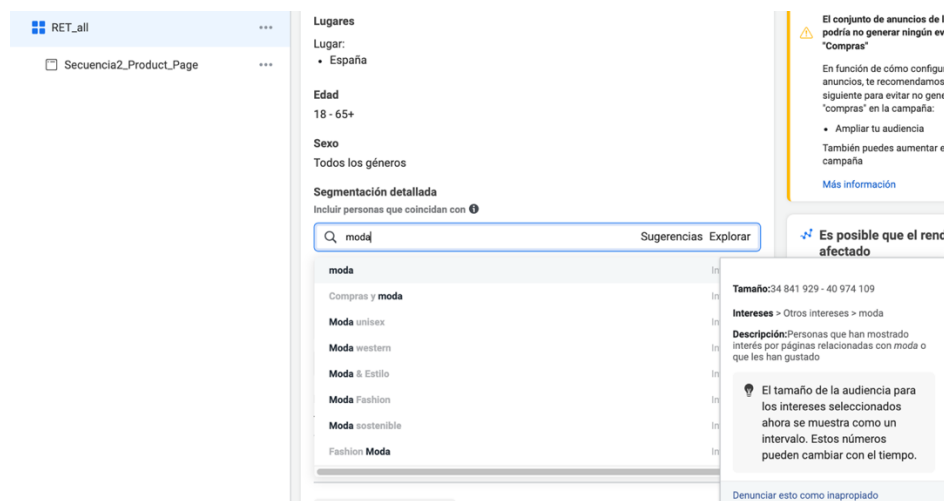 RET_all
Secuencia2_Product_Page
Lugares
Lugar:
• España
Edad
18 - 65+
Sexo
Todos los géneros
Segmentación detallada
Incluir personas que coincidan con
moda
Sugerencias Explorar
moda
Compras y moda
Moda unisex
Moda western
Moda & Estilo
Moda Fashion
Moda sostenible
Fashion Moda
El conjunto de anuncios de
podría no generar ningún
"Compras"
En función de cómo
anuncios, te recomendamos
siguiente para evitar no
"compras" en la campaña:
• Ampliar tu audiencia
También puedes aumentar
campaña
Más información
Es posible que el
afectado
Tamaño:34 841 929 - 40 974 109
Intereses > Otros intereses > moda
Descripción:Personas que han mostrado
interés por páginas relacionadas con moda o
que les han gustado
El tamaño de la audiencia para
los intereses seleccionados
ahora se muestra como un
intervalo. Estos números
pueden cambiar con el tiempo.
Denunciar esto como inapropiado